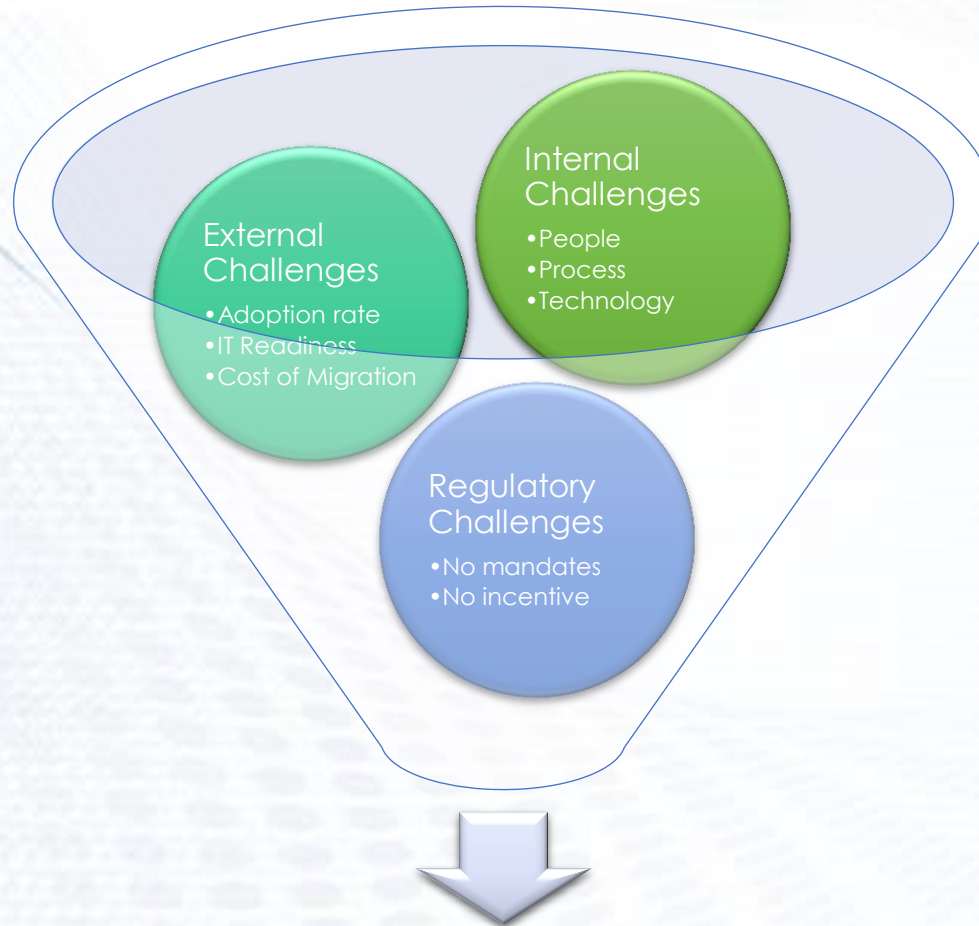 Internal
Challenges
•People
•Process
•Technology
External
Challenges
•Adoption rate
•IT Readiness
•Cost of Migration
Regulatory
Challenges
•No mandates
•No incentive